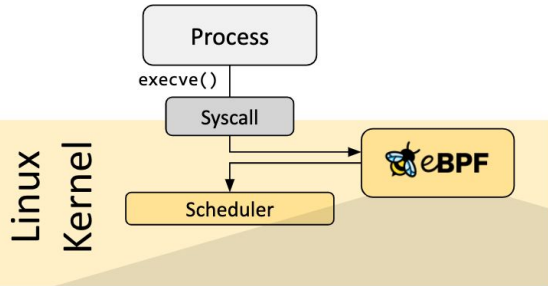 Process
execve()
Syscall
eBPF
Scheduler
Linux
Kernel